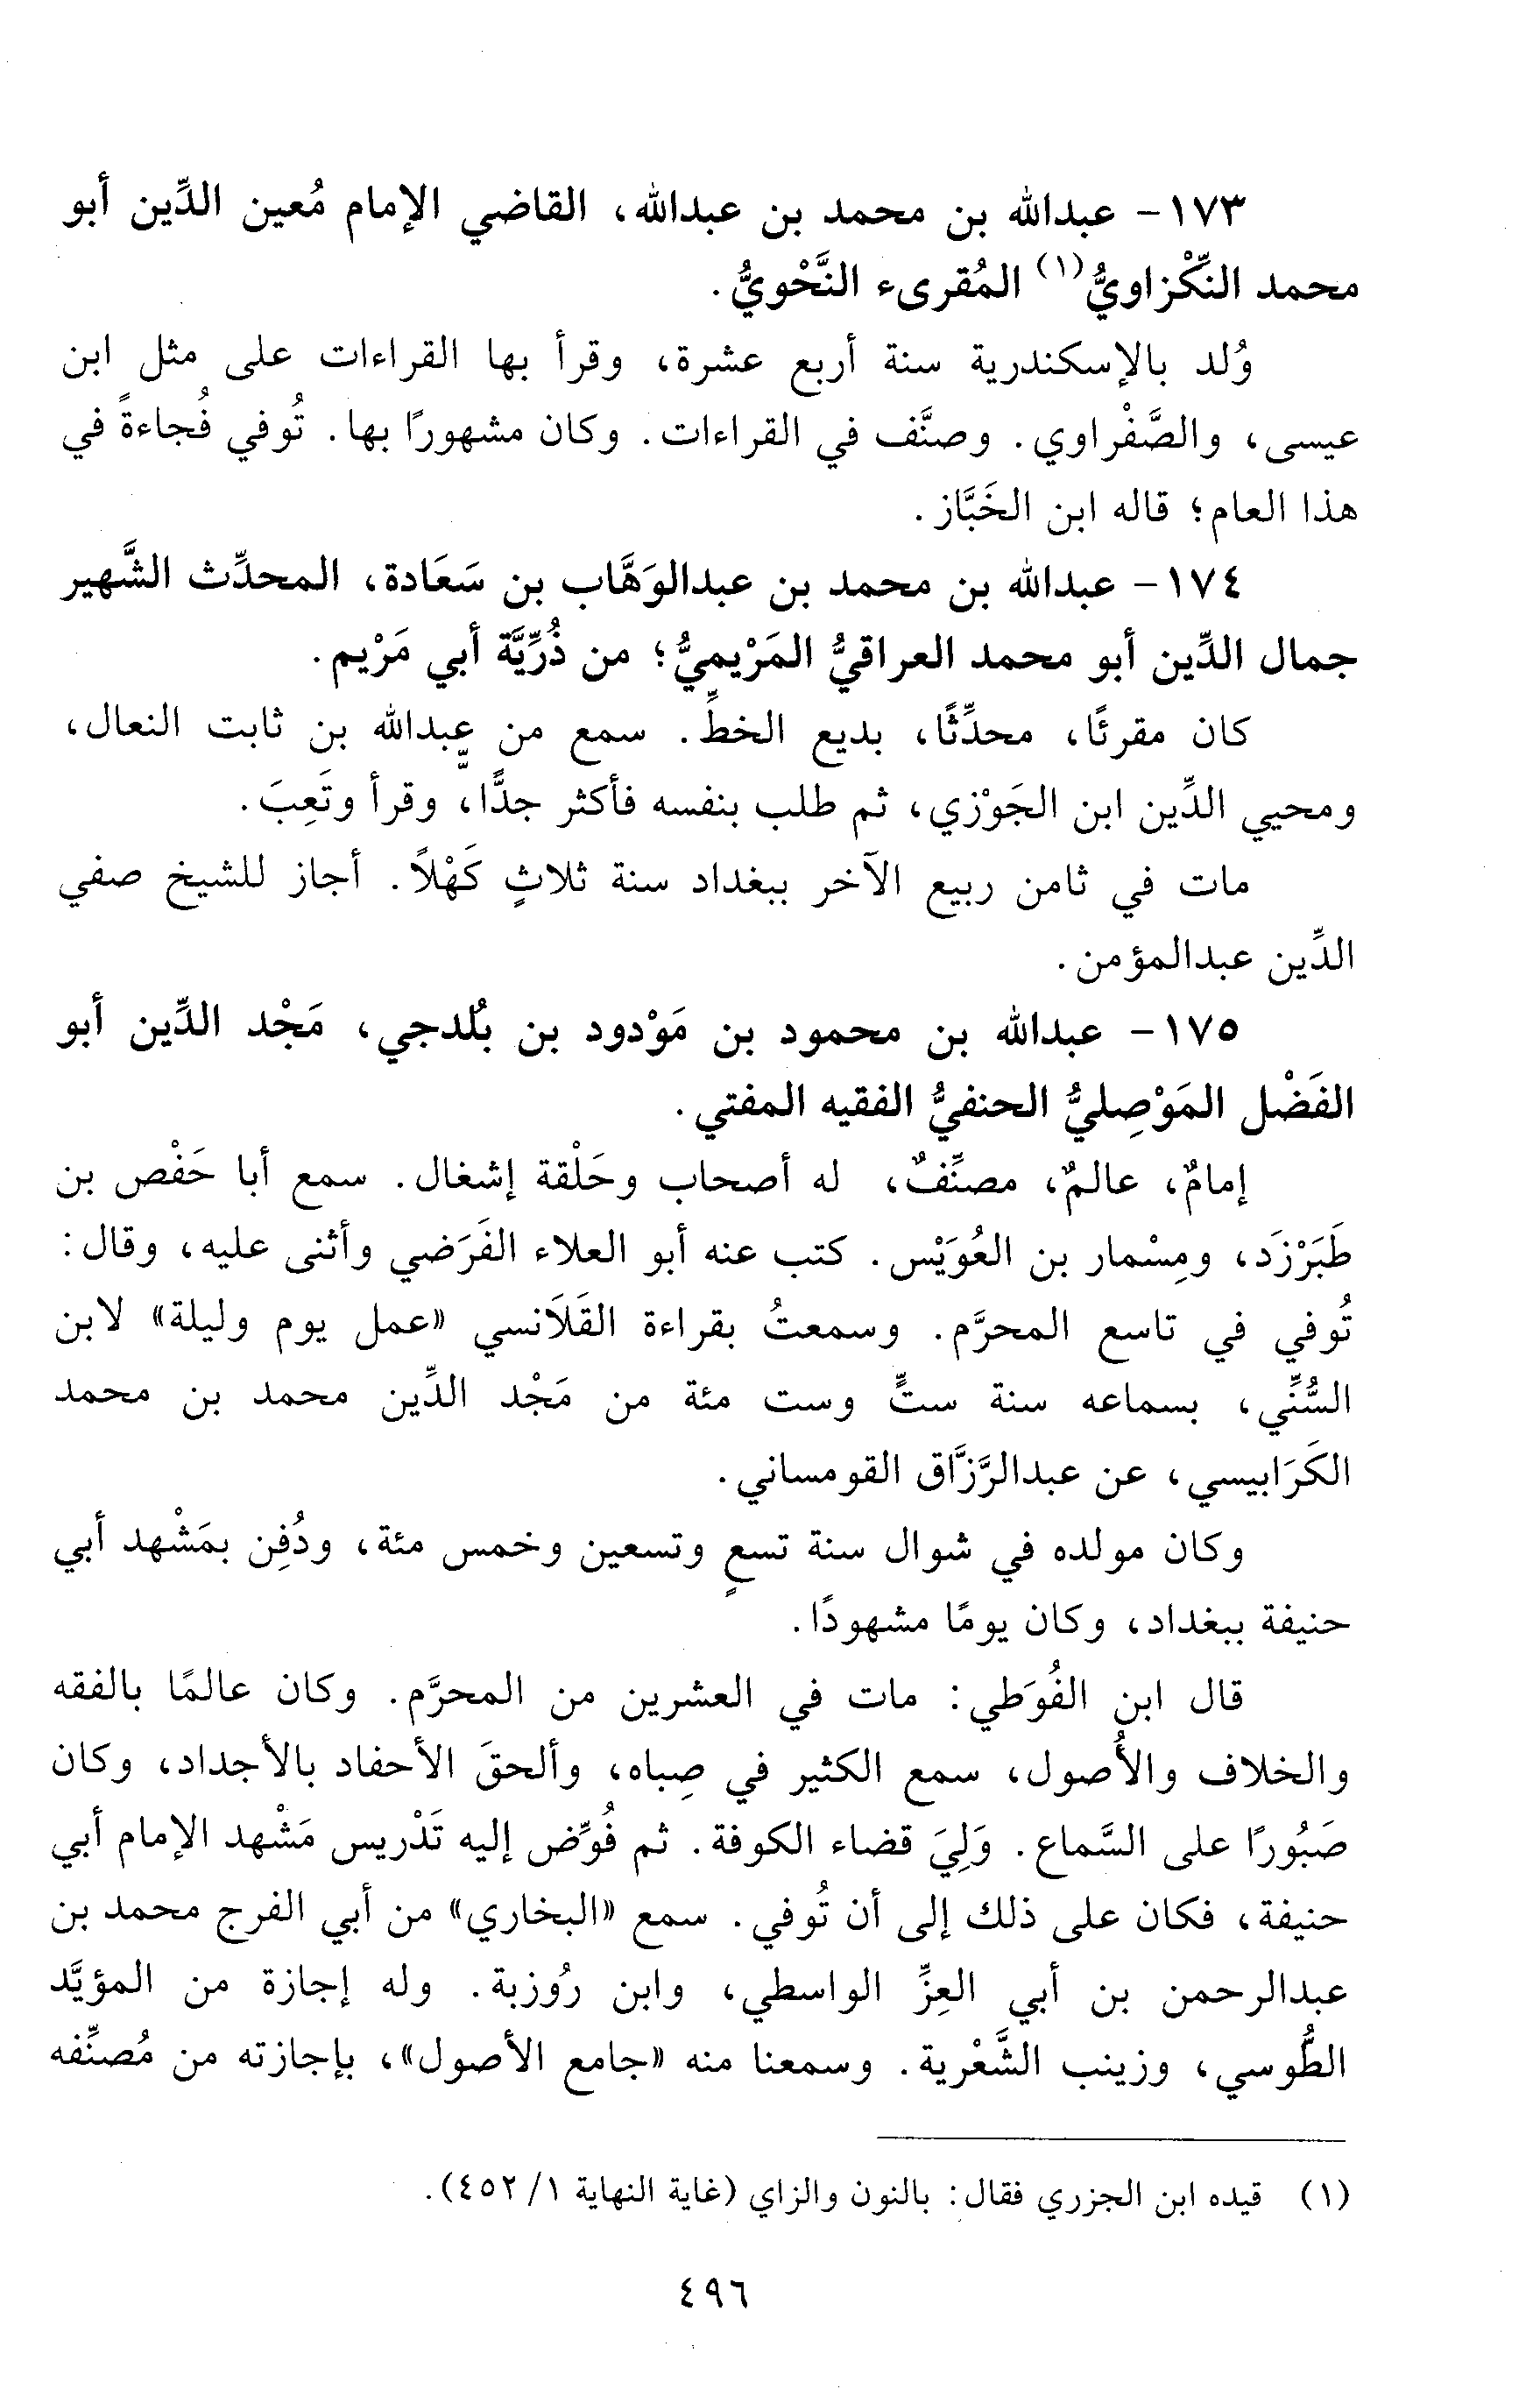 ١٧٣- عبدالله بن محمد بن عبدالله، القاضي الإمام مُعين الدِّين أبو
محمد النِّكْزاويُّ(١) المُقرىء النَّحْويُّ.
وُلد بالإسكندرية سنة أربع عشرة، وقرأ بها القراءات على مثل ابن
عيسى، والصَّفْراوي. وصنَّف في القراءات. وكان مشهورًا بها. تُوفي فُجاءةً في
هذا العام؛ قاله ابن الخَبَّاز.
١٧٤- عبدالله بن محمد بن عبدالوَهَّاب بن سَعَادة، المحدِّث الشَّهير
جمال الدِّين أبو محمد العراقيُّ المَرْيميُّ؛ من ذُرِّيَّة أبي مَرْيم.
كان مقرئًا، محدِّثًا، بديع الخطِّ. سمع من عبدالله بن ثابت النعال،
ومحيي الدِّين ابن الجَوْزي، ثم طلب بنفسه فأكثر جدًّا، وقرأ وتَعِبَ.
مات في ثامن ربيع الآخر ببغداد سنة ثلاثٍ كَهْلاً. أجاز للشيخ صفي
الدِّين عبدالمؤمن.
١٧٥- عبدالله بن محمود بن مَوْدود بن بُلدجي، مَجْد الدِّين أبو
الفَضْل المَوْصِليُّ الحنفيُّ الفقيه المفتي.
إمامٌ، عالمٌ، مصنِّفٌ، له أصحاب وحَلْقة إشغال. سمع أبا حَفْص بن
طَبَرْزَد، ومِسْمار بن العُوَيْس. كتب عنه أبو العلاء الفَرَضي وأثنى عليه، وقال:
تُوفي في تاسع المحرَّم. وسمعتُ بقراءة القَلاَنسي «عمل يوم وليلة» لابن
السُّنِّي، بسماعه سنة ستٍّ وست مئة من مَجْد الدِّين محمد بن محمد
الكَرَابيسي، عن عبدالرَّزَّاق القومساني.
وكان مولده في شوال سنة تسعٍ وتسعين وخمس مئة، ودُفِن بمَشْهد أبي
حنيفة ببغداد، وكان يومًا مشهودًا.
قال ابن الفُوَطي: مات في العشرين من المحرَّم. وكان عالمًا بالفقه
والخلاف والأُصول، سمع الكثير في صِباه، وألحقَ الأحفاد بالأجداد، وكان
صَبُورًا على السَّماع. وَلِيَ قضاء الكوفة. ثم فُوِّض إليه تَدْريس مَشْهد الإمام أبي
حنيفة، فكان على ذلك إلى أن تُوفي. سمع «البخاري» من أبي الفرج محمد بن
عبدالرحمن بن أبي العِزِّ الواسطي، وابن رُوزبة. وله إجازة من المؤيَّد
الطُّوسي، وزينب الشَّعْرية. وسمعنا منه «جامع الأصول»، بإجازته من مُصنِّفه
(١) قيده ابن الجزري فقال: بالنون والزاي (غاية النهاية ١/ ٤٥٢).
٤٩٦